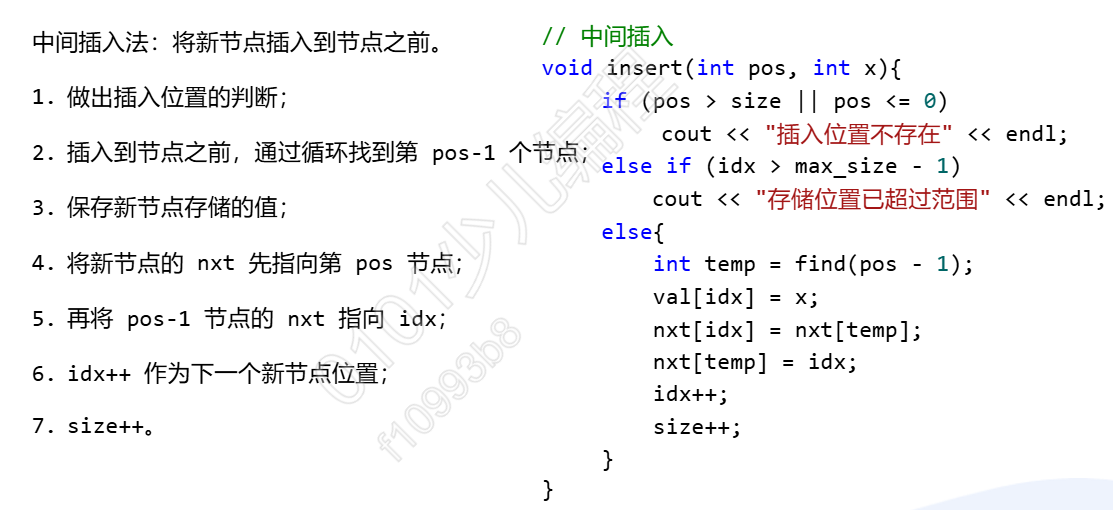 中间插入法：将新节点插入到节点之前。
1. 做出插入位置的判断；
2. 插入到节点之前，通过循环找到第 pos-1 个节点；
3. 保存新节点存储的值；
4. 将新节点的 nxt 先指向第 pos 节点；
5. 再将 pos-1 节点的 nxt 指向 idx；
6. idx++ 作为下一个新节点位置；
7. size++。
// 中间插入
void insert(int pos, int x){
if (pos > size || pos <= 0)
cout << "插入位置不存在" << endl;
else if (idx > max_size - 1)
cout << "存储位置已超过范围" << endl;
else{
int temp = find(pos - 1);
val[idx] = x;
nxt[idx] = nxt[temp];
nxt[temp] = idx;
idx++;
size++;
}
}
0101少儿编程
f10993b8